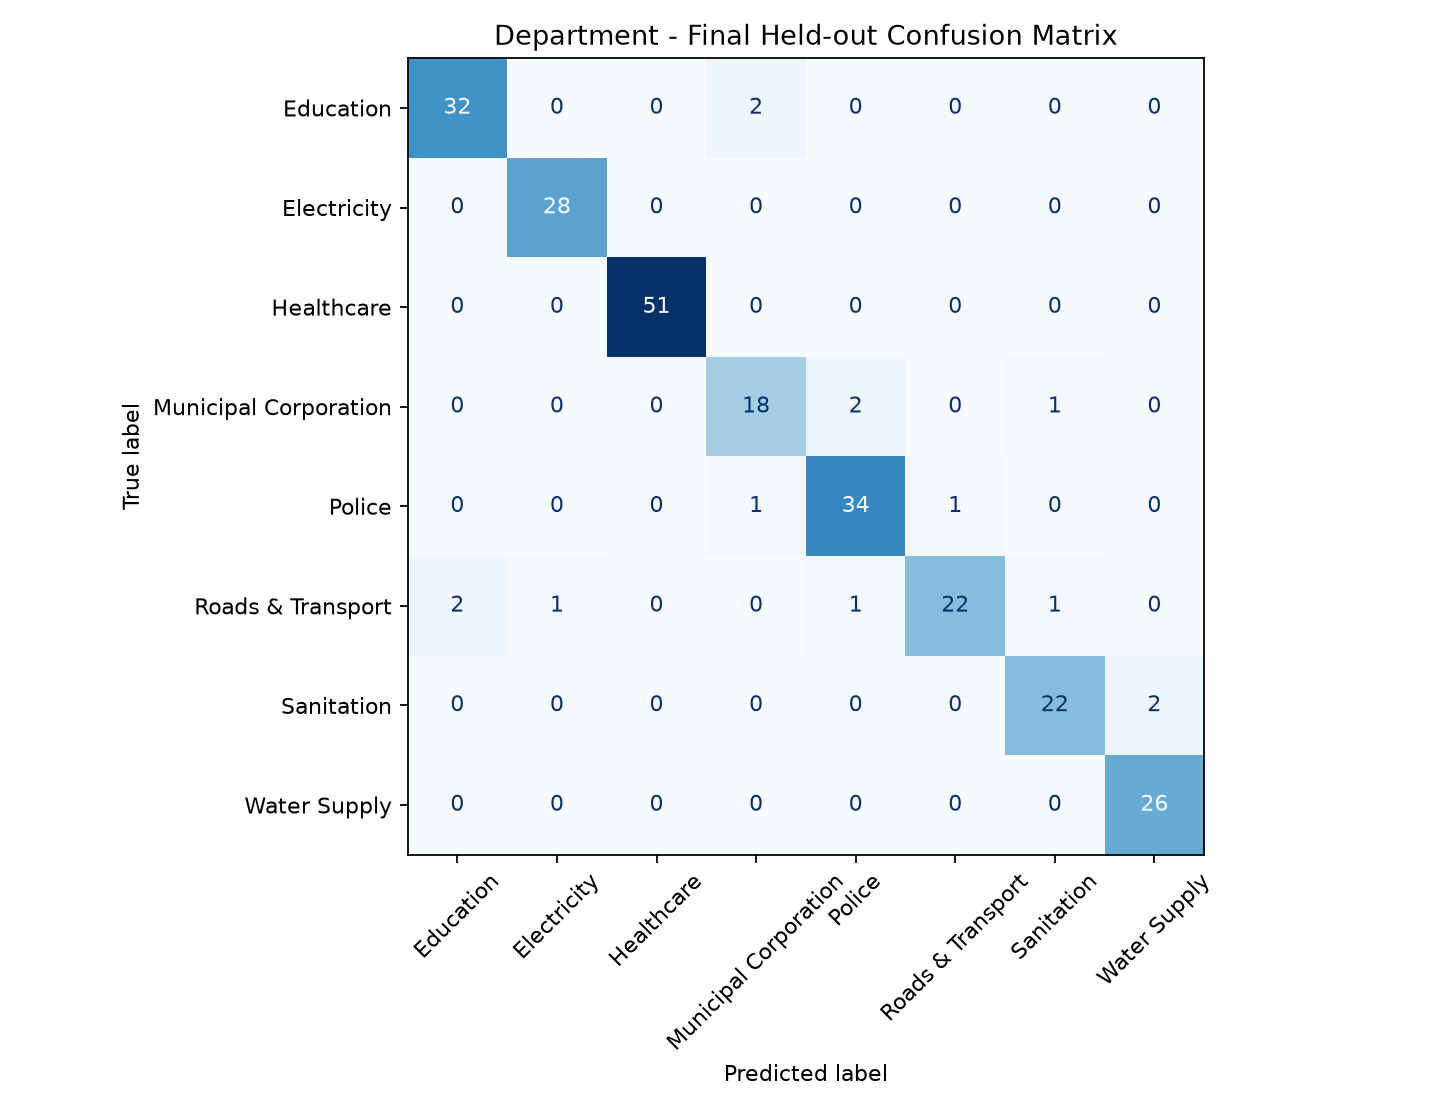 Department - Final Held-out Confusion Matrix
Education 32 0 0 2 0 0 0 0
Electricity 0 28 0 0 0 0 0 0
Healthcare 0 0 51 0 0 0 0 0
Municipal Corporation 0 0 0 18 2 0 1 0
Police 0 0 0 1 34 1 0 0
Roads & Transport 2 1 0 0 1 22 1 0
Sanitation 0 0 0 0 0 0 22 2
Water Supply 0 0 0 0 0 0 0 26
True label
Education
Electricity
Healthcare
Municipal Corporation
Police
Roads & Transport
Sanitation
Water Supply
Predicted label